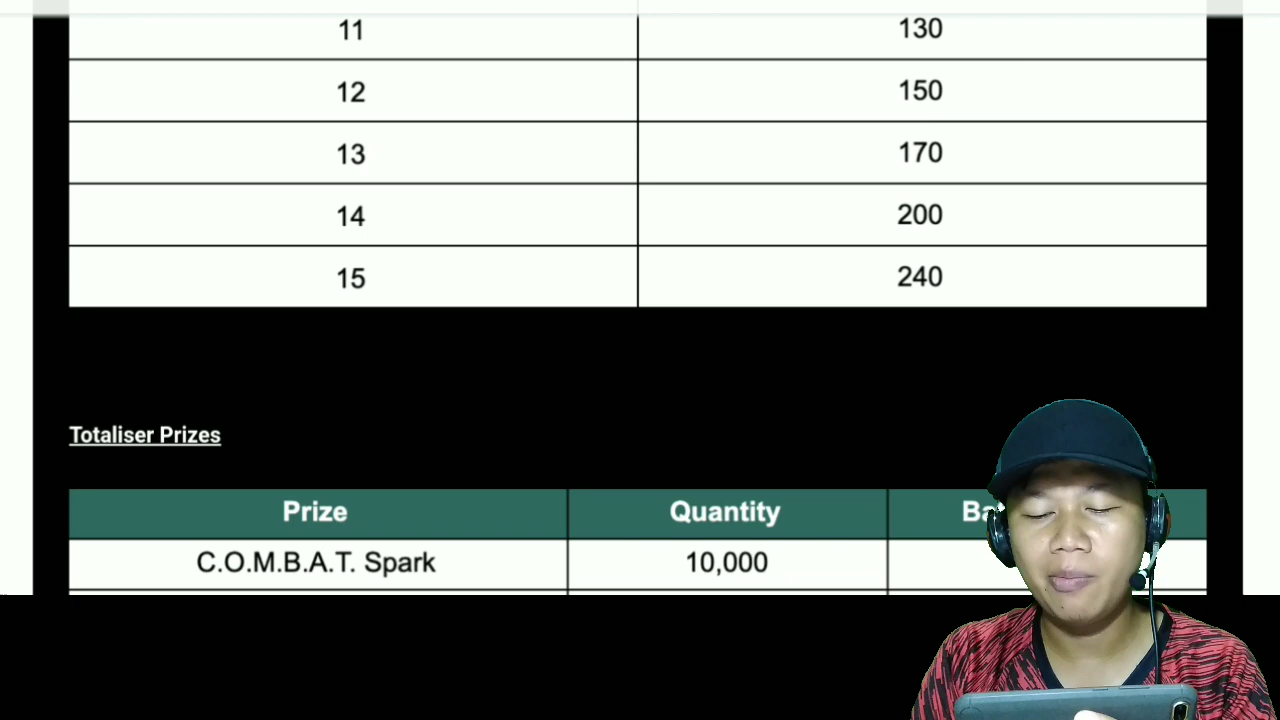 11 130
12 150
13 170
14 200
15 240
Totaliser Prizes
Prize Quantity
C.O.M.B.A.T. Spark 10,000